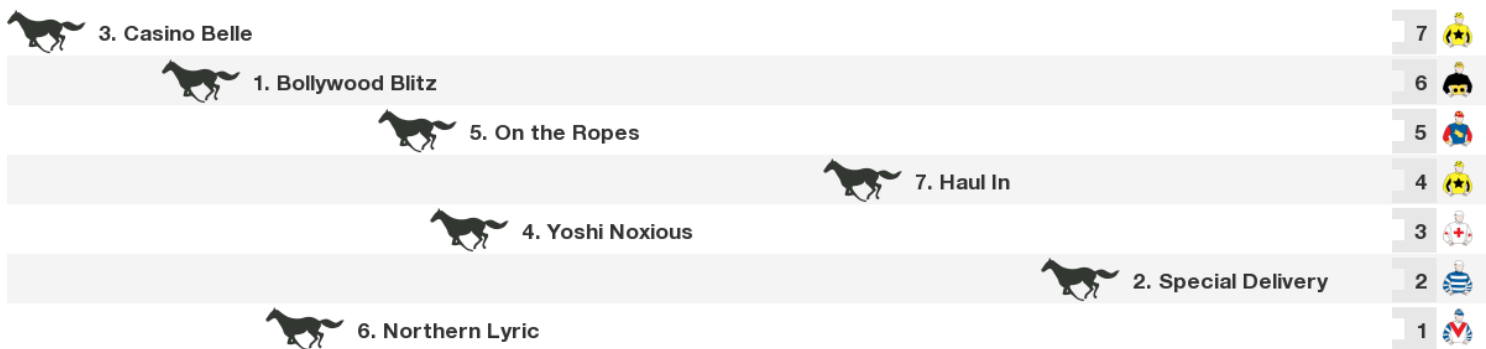 3. Casino Belle 7
1. Bollywood Blitz 6
5. On the Ropes 5
7. Haul In 4
4. Yoshi Noxious 3
2. Special Delivery 2
6. Northern Lyric 1